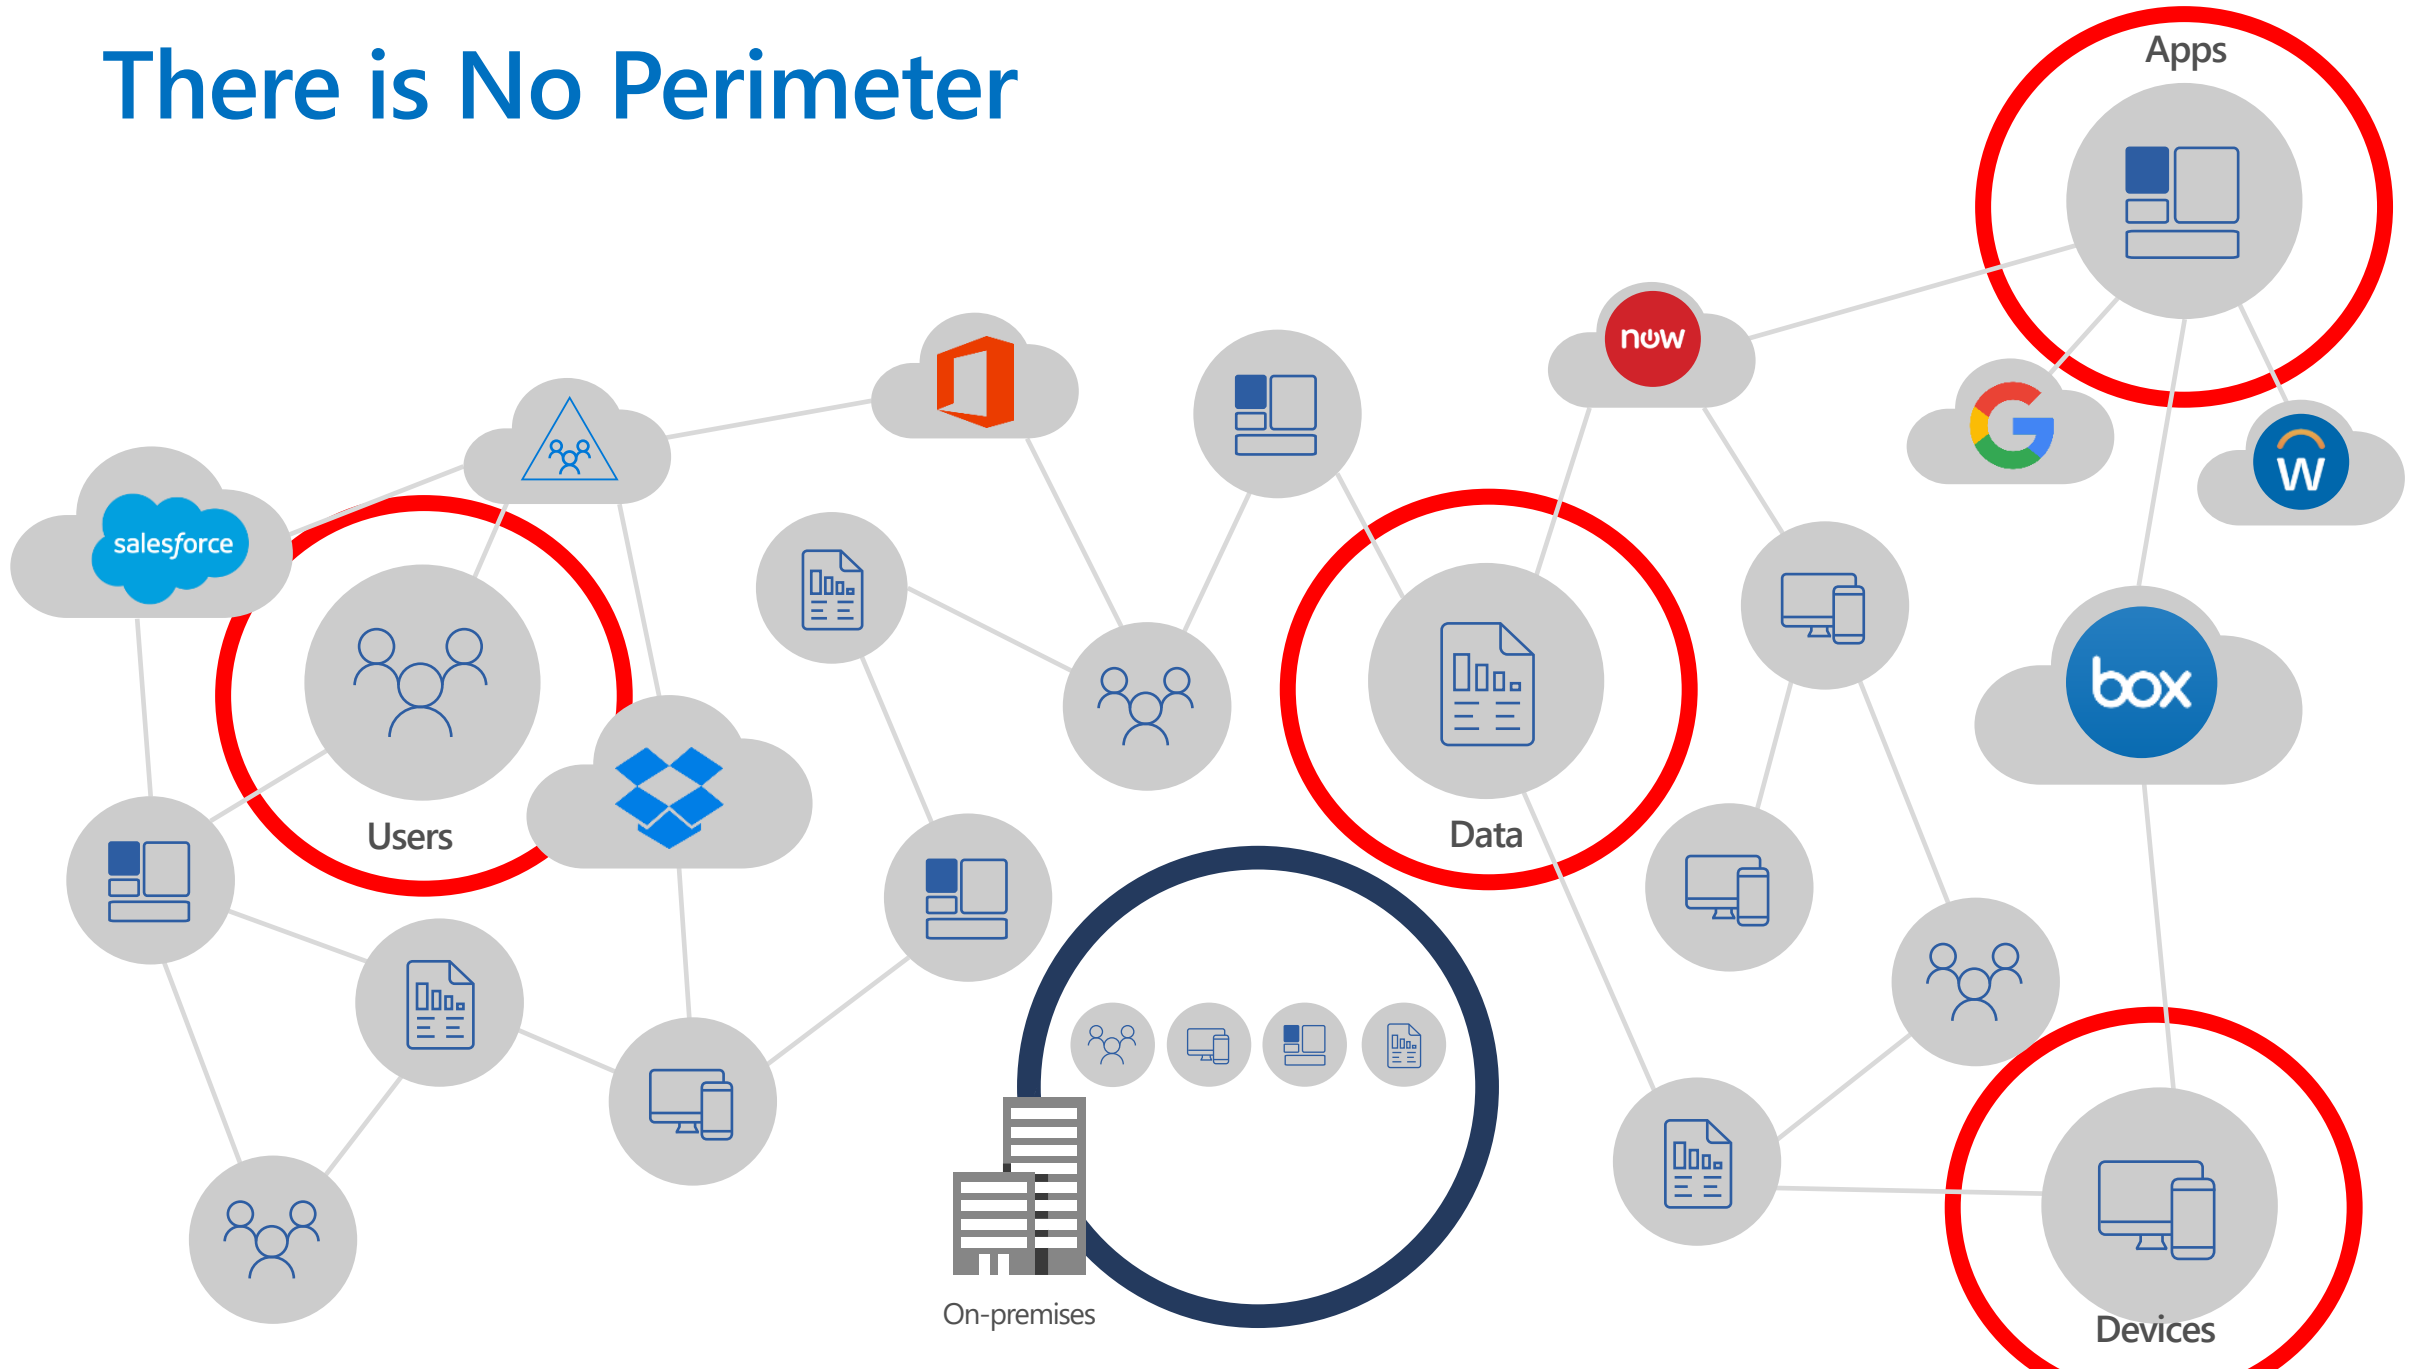 There is No Perimeter
Apps
now
salesforce
W
box
Users
Data
On-premises
Devices